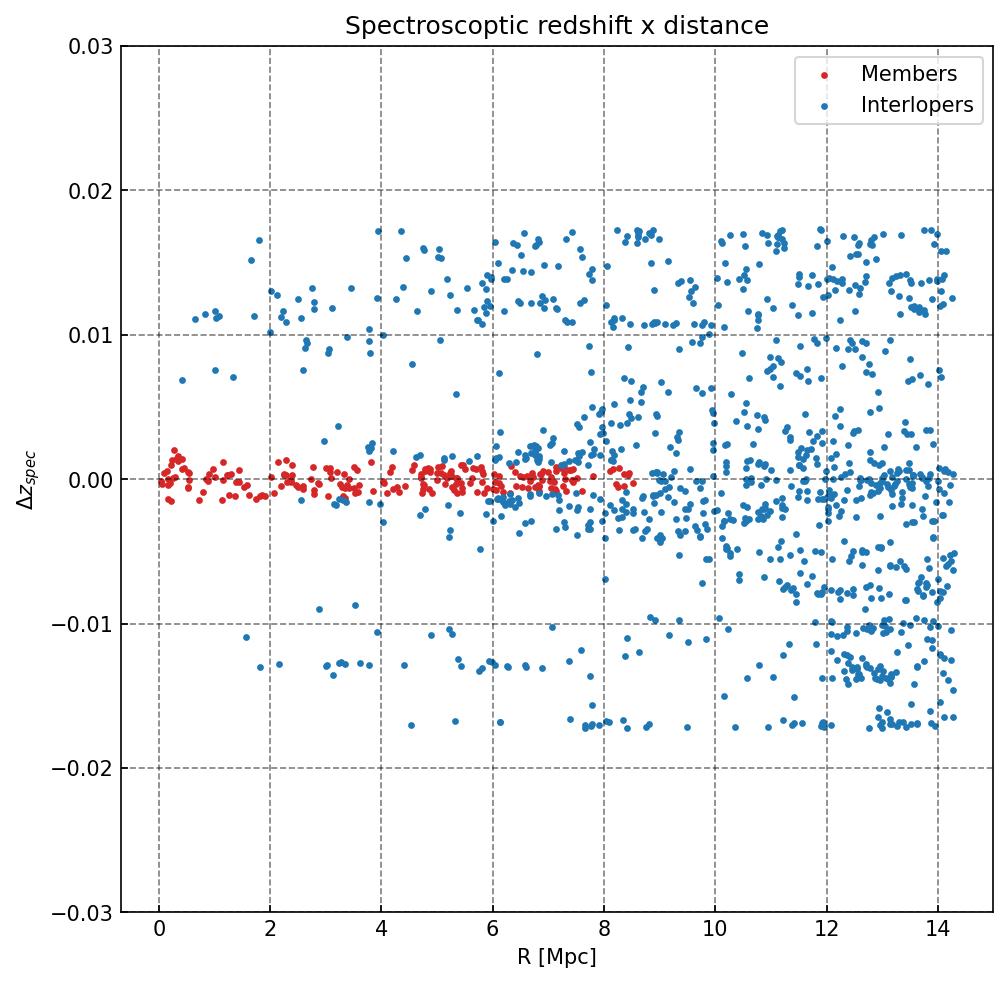 Spectroscoptic redshift x distance
0.03
Members
Interlopers
0.02
0.01
0.00
−0.01
−0.02
−0.03
Δz_spec
0 2 4 6 8 10 12 14
R [Mpc]